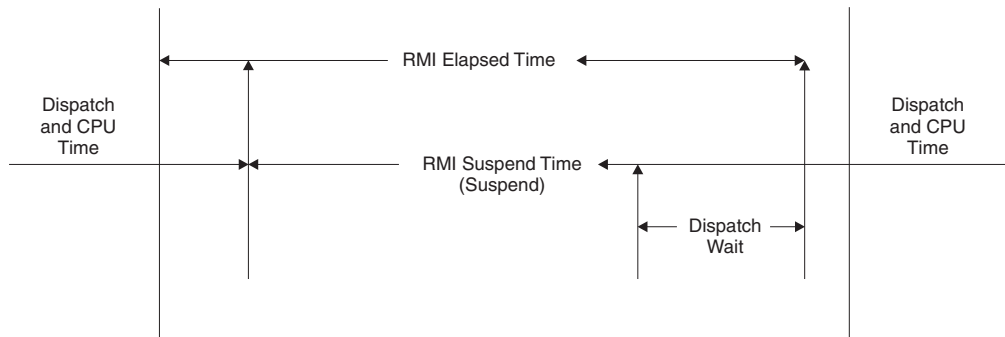 RMI Elapsed Time
Dispatch
and CPU
Time
Dispatch
and CPU
Time
RMI Suspend Time
(Suspend)
Dispatch
Wait